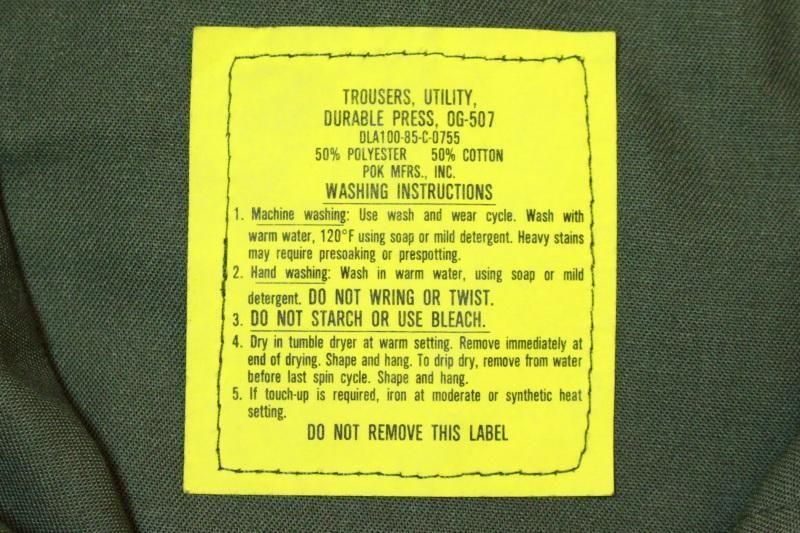 TROUSERS, UTILITY,
DURABLE PRESS, OG-507
DLA100-85-C-0755
50% POLYESTER 50% COTTON
POK MFRS., INC.
WASHING INSTRUCTIONS
1. Machine washing: Use wash and wear cycle. Wash with
warm water, 120°F using soap or mild detergent. Heavy stains
may require presoaking or prespotting.
2. Hand washing: Wash in warm water, using soap or mild
detergent. DO NOT WRING OR TWIST.
3. DO NOT STARCH OR USE BLEACH.
4. Dry in tumble dryer at warm setting. Remove immediately at
end of drying. Shape and hang. To drip dry, remove from water
before last spin cycle. Shape and hang.
5. If touch-up is required, iron at moderate or synthetic heat
setting.
DO NOT REMOVE THIS LABEL